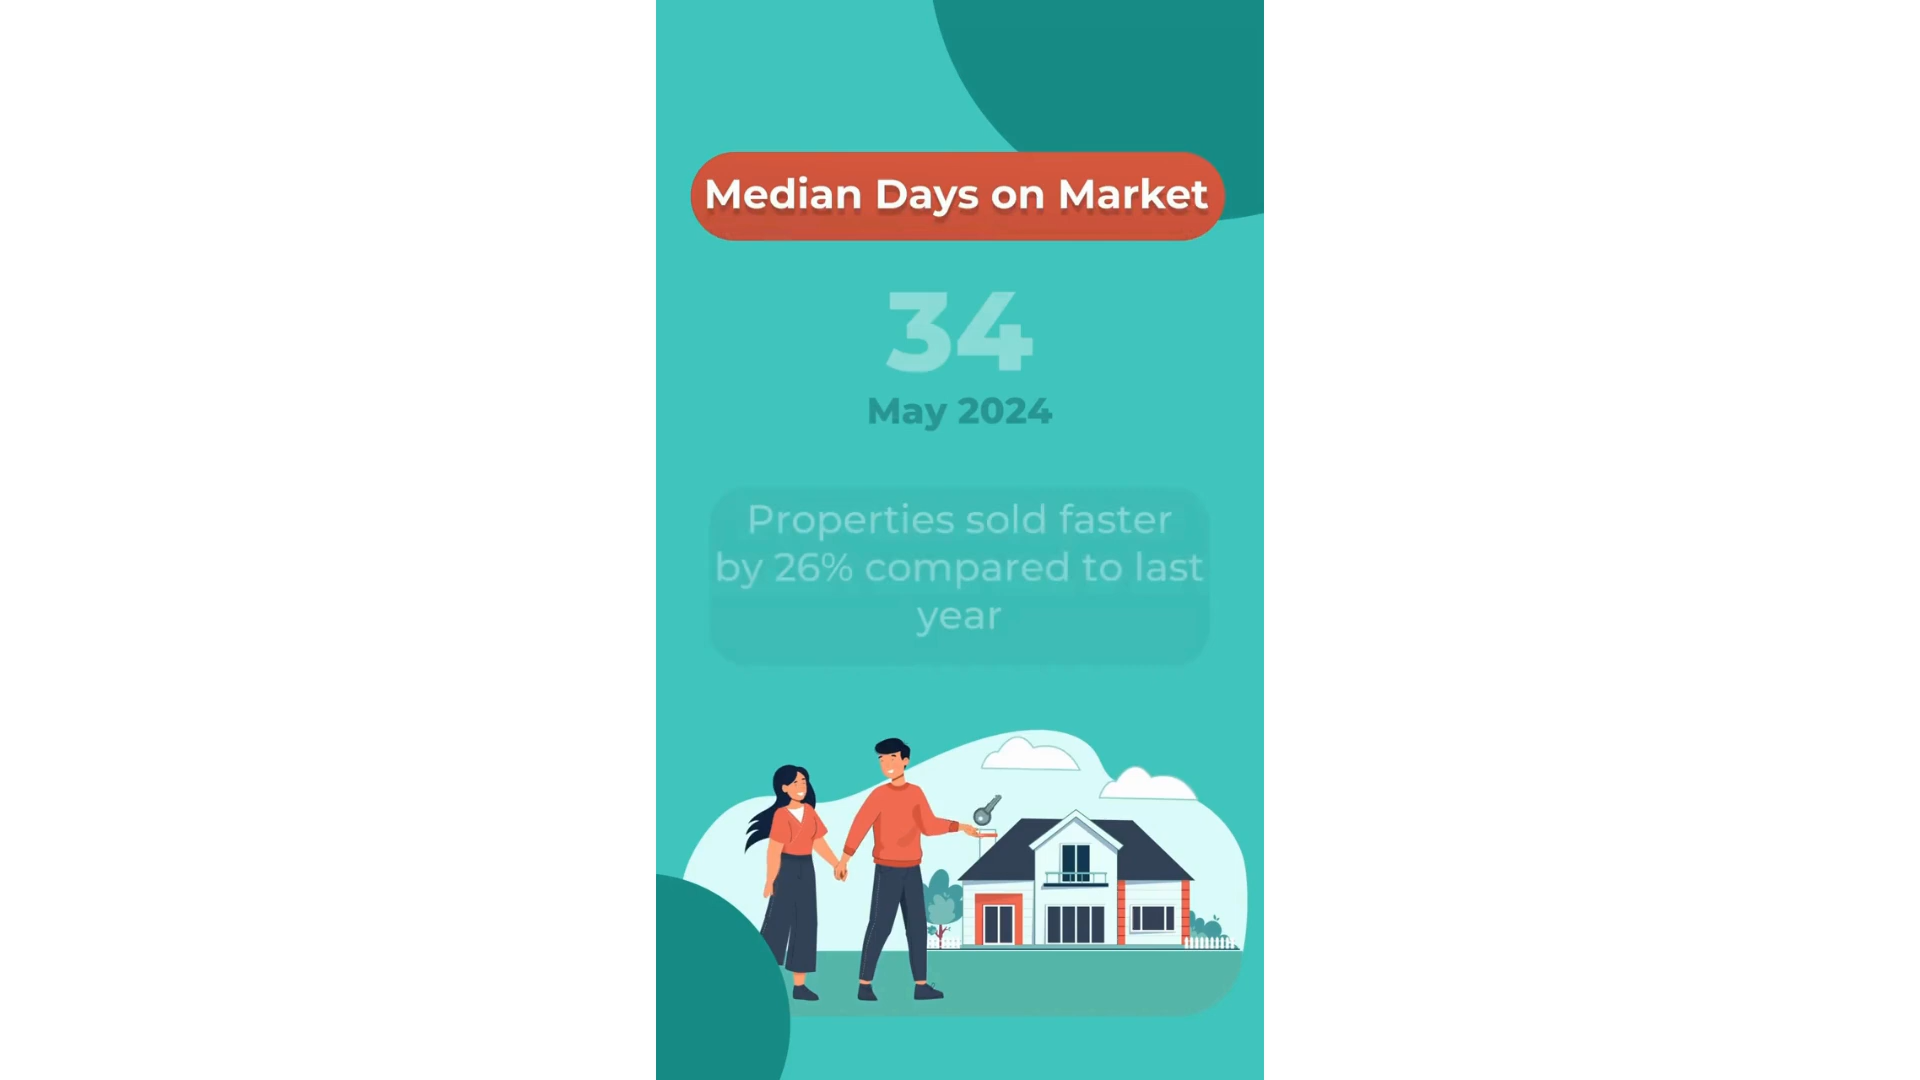 Median Days on Market
34
May 2024
Properties sold faster
by 26% compared to last
year